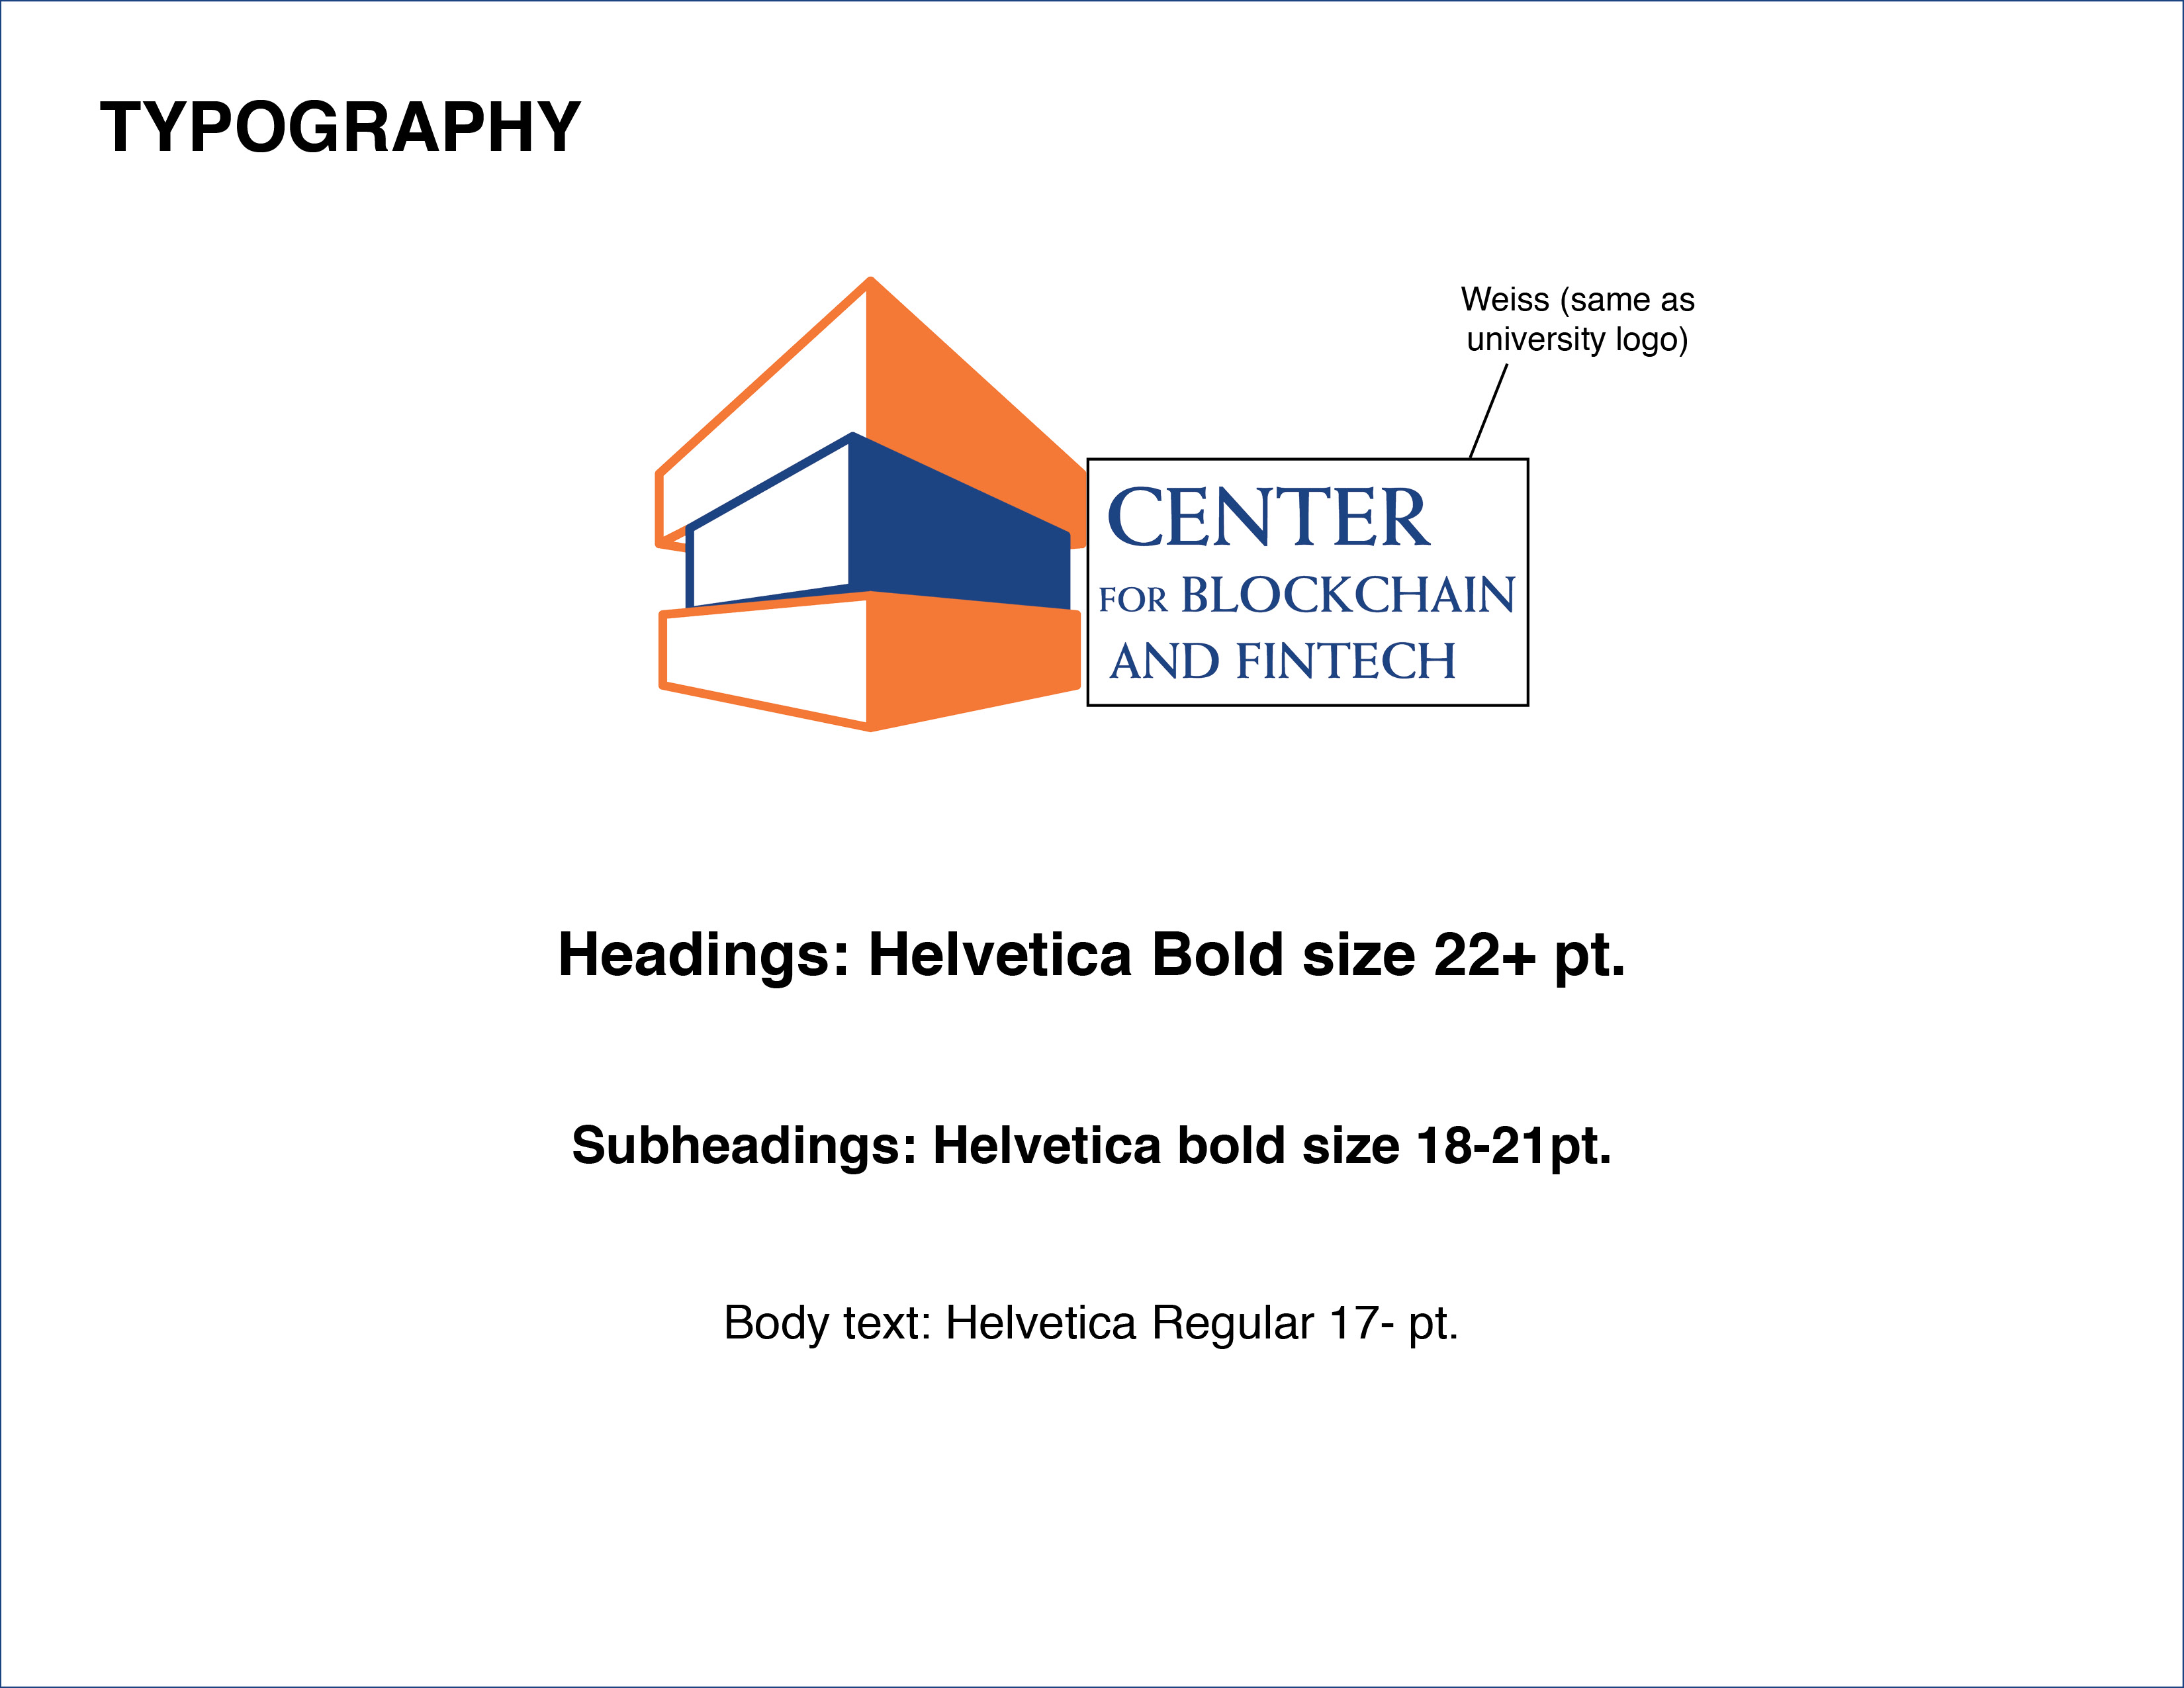 TYPOGRAPHY
Weiss (same as
university logo)
CENTER
FOR BLOCKCHAIN
AND FINTECH
Headings: Helvetica Bold size 22+ pt.
Subheadings: Helvetica bold size 18-21pt.
Body text: Helvetica Regular 17- pt.